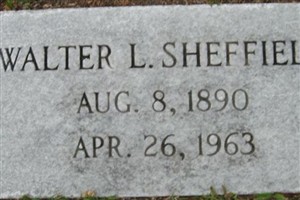 WALTER L. SHEFFIEL
AUG. 8, 1890
APR. 26, 1963